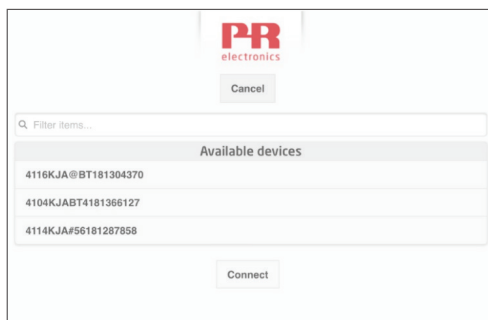 PR
electronics
Cancel
Filter items...
Available devices
4116KJA@BT181304370
4104KJABT4181366127
4114KJA#56181287858
Connect